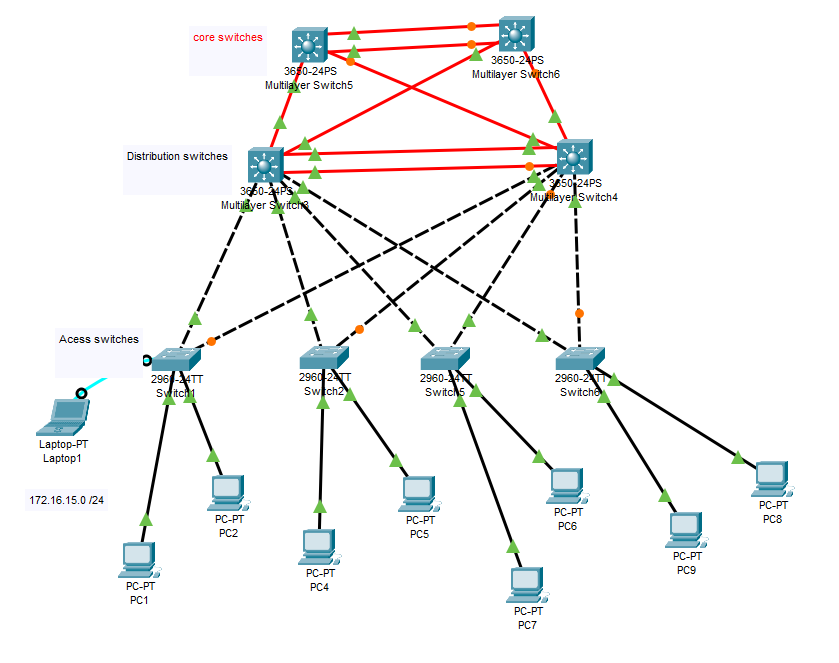 core switches
3650-24PS
Multilayer Switch5
3650-24PS
Multilayer Switch6
Distribution switches
3650-24PS
Multilayer Switch3
3650-24PS
Multilayer Switch4
Acess switches
2960-24TT
Switch1
2960-24TT
Switch2
2960-24TT
Switch5
2960-24TT
Switch6
Laptop-PT
Laptop1
172.16.15.0 /24
PC-PT
PC1
PC-PT
PC2
PC-PT
PC4
PC-PT
PC5
PC-PT
PC7
PC-PT
PC6
PC-PT
PC9
PC-PT
PC8